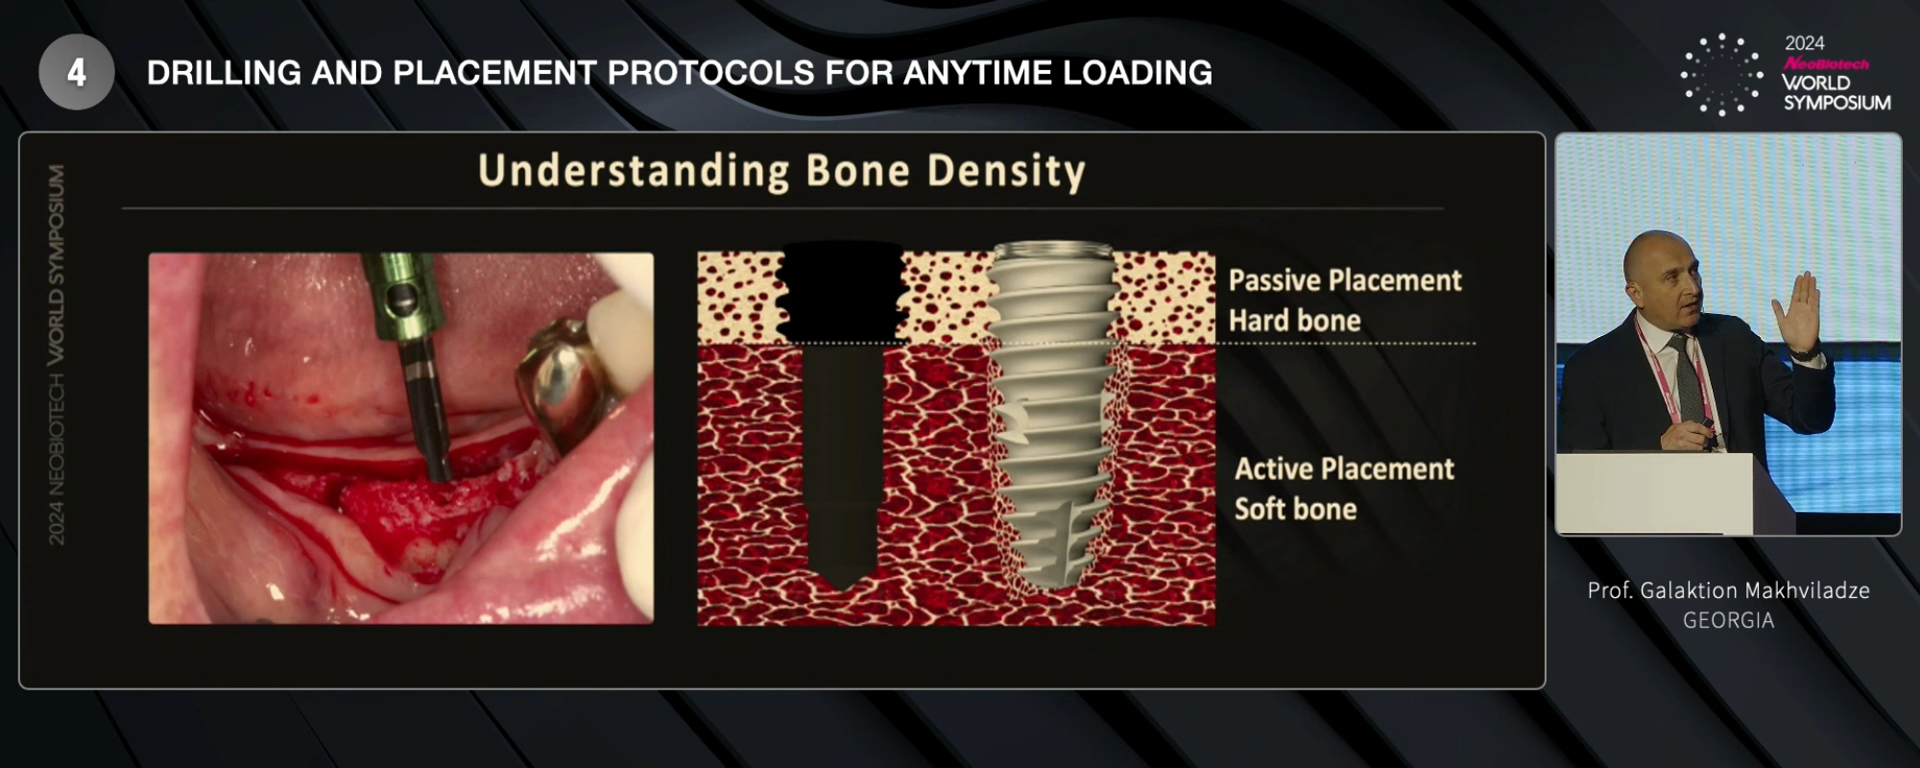 4
DRILLING AND PLACEMENT PROTOCOLS FOR ANYTIME LOADING
2024
NeoBiotech
WORLD
SYMPOSIUM
2024 NEOBIOTECH WORLD SYMPOSIUM
Understanding Bone Density
Passive Placement
Hard bone
Active Placement
Soft bone
Prof. Galaktion Makhviladze
GEORGIA